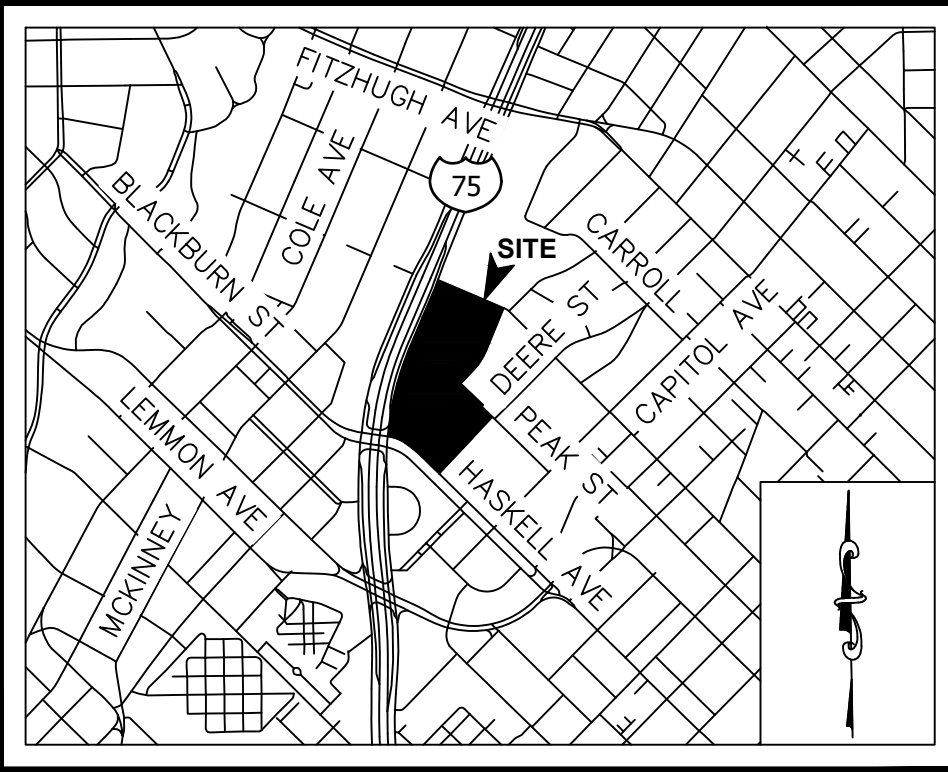 FITZHUGH AVE
75
COLE AVE
BLACKBURN ST
SITE
CARROLL
DEERE ST
CAPITOL AVE
LEMMON AVE
PEAK ST
HASKELL AVE
MCKINNEY